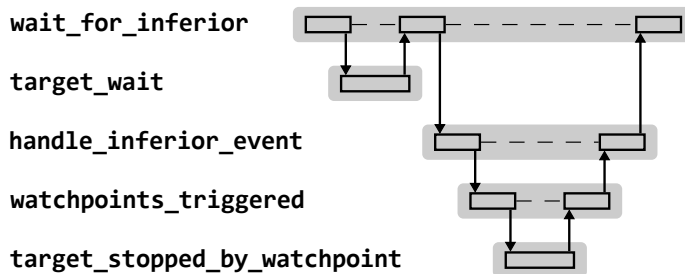 wait_for_inferior
target_wait
handle_inferior_event
watchpoints_triggered
target_stopped_by_watchpoint